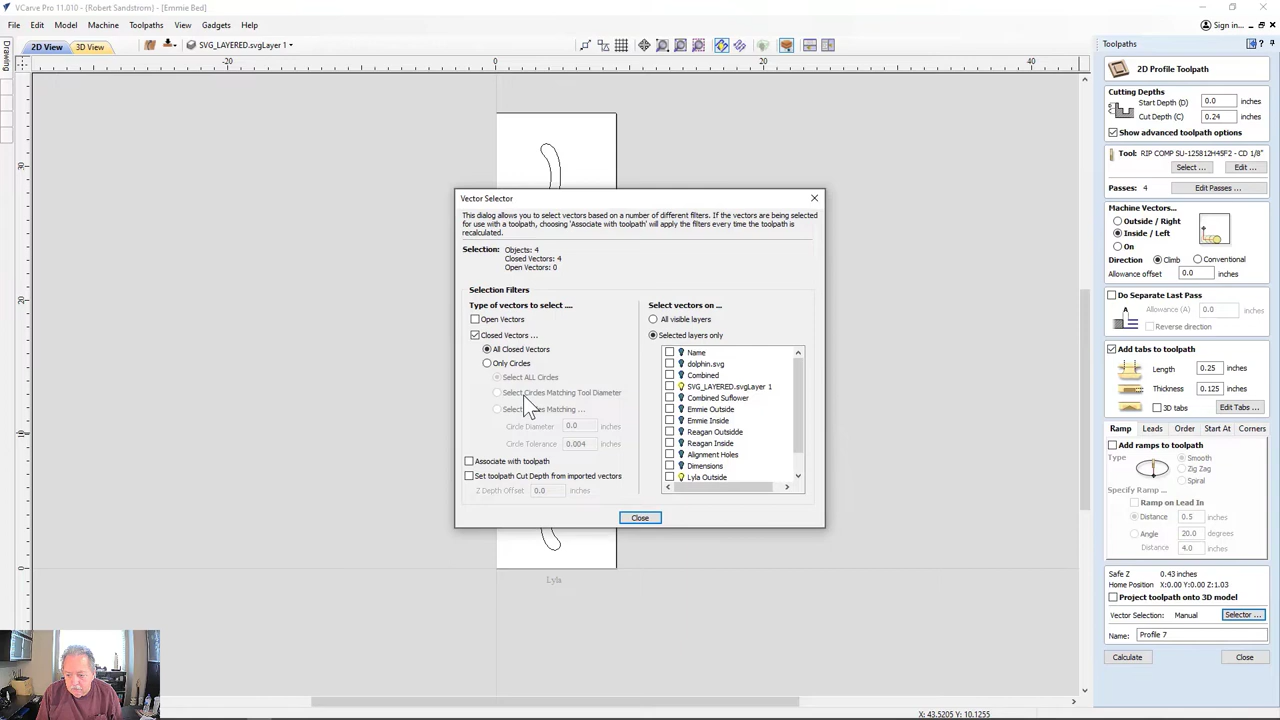 VCarve Pro 11.010 - {Robert Sandstrom} - [Emmie Bed]
File Edit Model Machine Toolpaths View Gadgets Help
Sign in...
2D View 3D View SVG_LAYERED.svgLayer 1
Drawing
-20 0 20 40
30
20
10
0
Lyla
Vector Selector
This dialog allows you to select vectors based on a number of different filters. If the vectors are being selected
for use with a toolpath, choosing 'Associate with toolpath' will apply the filters every time the toolpath is
recalculated.
Selection: Objects: 4
Closed Vectors: 4
Open Vectors: 0
Selection Filters
Type of vectors to select ....
Open Vectors
Closed Vectors ...
All Closed Vectors
Only Circles
Select ALL Circles
Select Circles Matching Tool Diameter
Select Circles Matching ...
Circle Diameter 0.0 inches
Circle Tolerance 0.004 inches
Associate with toolpath
Set toolpath Cut Depth from imported vectors
Z Depth Offset 0.0 inches
Select vectors on ...
All visible layers
Selected layers only
Name
dolphin.svg
Combined
SVG_LAYERED.svgLayer 1
Combined Suflower
Emmie Outside
Emmie Inside
Reagan Outsidde
Reagan Inside
Alignment Holes
Dimensions
Lyla Outside
Close
Toolpaths
2D Profile Toolpath
Cutting Depths
Start Depth (D) 0.0 inches
Cut Depth (C) 0.24 inches
Show advanced toolpath options
Tool: RIP COMP SU-125812H45F2 - CD 1/8"
Select ... Edit ...
Passes: 4 Edit Passes ...
Machine Vectors...
Outside / Right
Inside / Left
On
Direction Climb Conventional
Allowance offset 0.0 inches
Do Separate Last Pass
Allowance (A) 0.0 inches
Reverse direction
Add tabs to toolpath
Length 0.25 inches
Thickness 0.125 inches
3D tabs Edit Tabs ...
Ramp Leads Order Start At Corners
Add ramps to toolpath
Type Smooth
Zig Zag
Spiral
Specify Ramp ...
Ramp on Lead In
Distance 0.5 inches
Angle 20.0 degrees
Distance 4.0 inches
Safe Z 0.43 inches
Home Position X:0.00 Y:0.00 Z:1.03
Project toolpath onto 3D model
Vector Selection: Manual Selector ...
Name: Profile 7
Calculate Close
X: 43.5205 Y: 10.1255